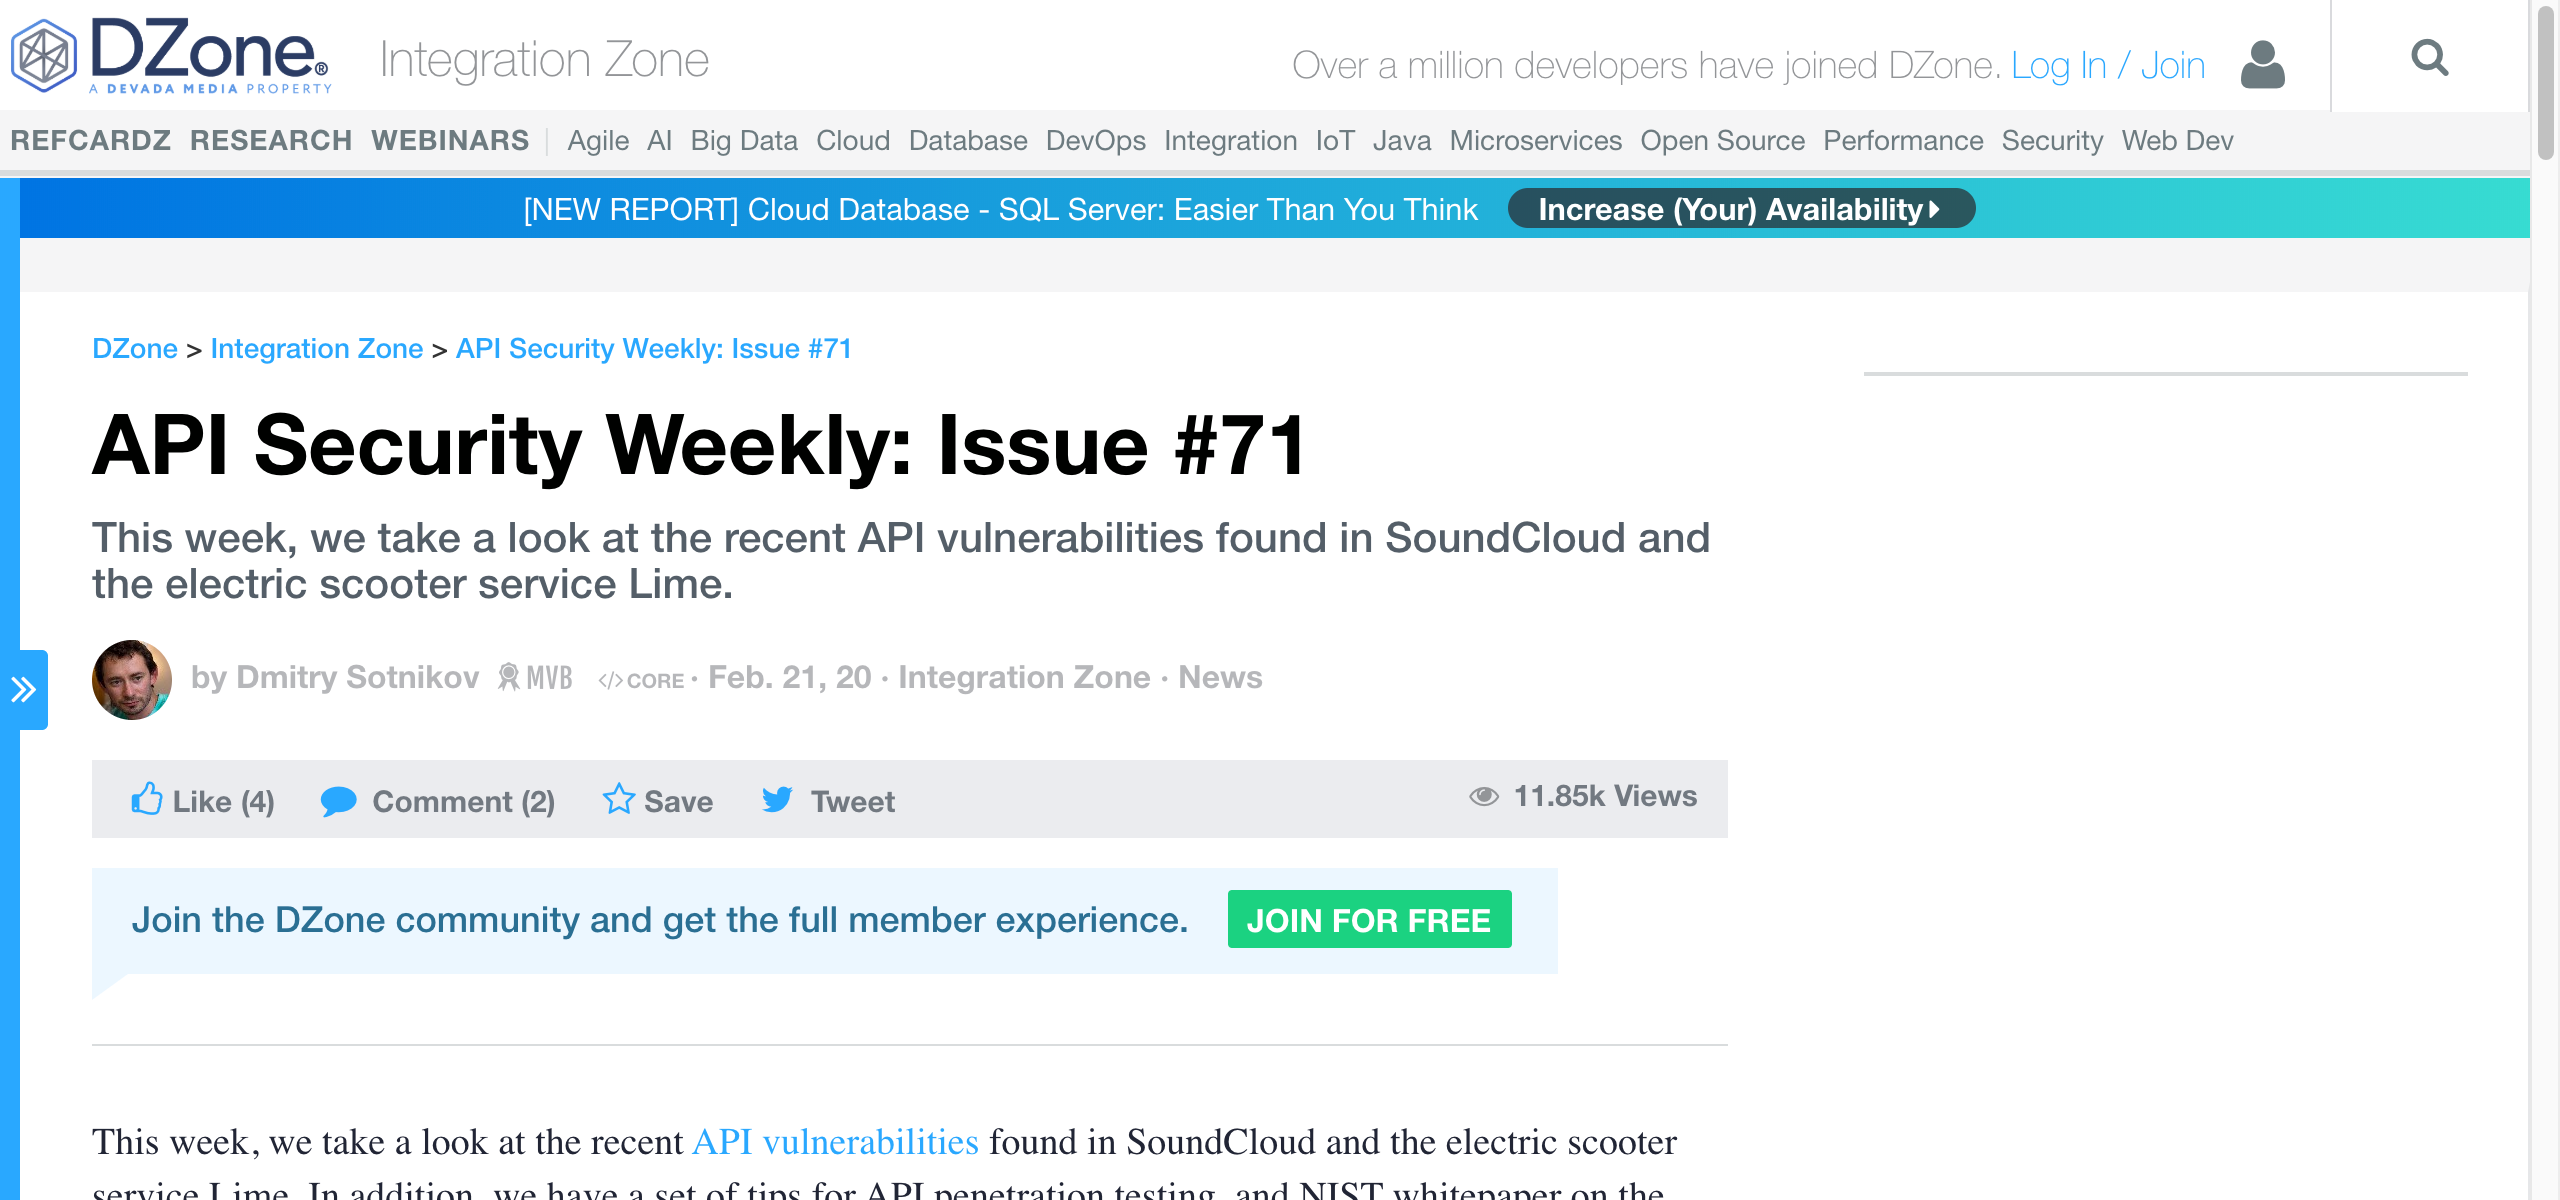 DZone®
A DEVADA MEDIA PROPERTY
Integration Zone
Over a million developers have joined DZone. Log In / Join
REFCARDZ RESEARCH WEBINARS Agile AI Big Data Cloud Database DevOps Integration IoT Java Microservices Open Source Performance Security Web Dev
[NEW REPORT] Cloud Database - SQL Server: Easier Than You Think Increase (Your) Availability
DZone > Integration Zone > API Security Weekly: Issue #71
API Security Weekly: Issue #71
This week, we take a look at the recent API vulnerabilities found in SoundCloud and
the electric scooter service Lime.
by Dmitry Sotnikov MVB </> CORE · Feb. 21, 20 · Integration Zone · News
Like (4) Comment (2) Save Tweet 11.85k Views
Join the DZone community and get the full member experience. JOIN FOR FREE
This week, we take a look at the recent API vulnerabilities found in SoundCloud and the electric scooter
service Lime. In addition, we have a set of tips for API penetration testing, and NIST whitepaper on the